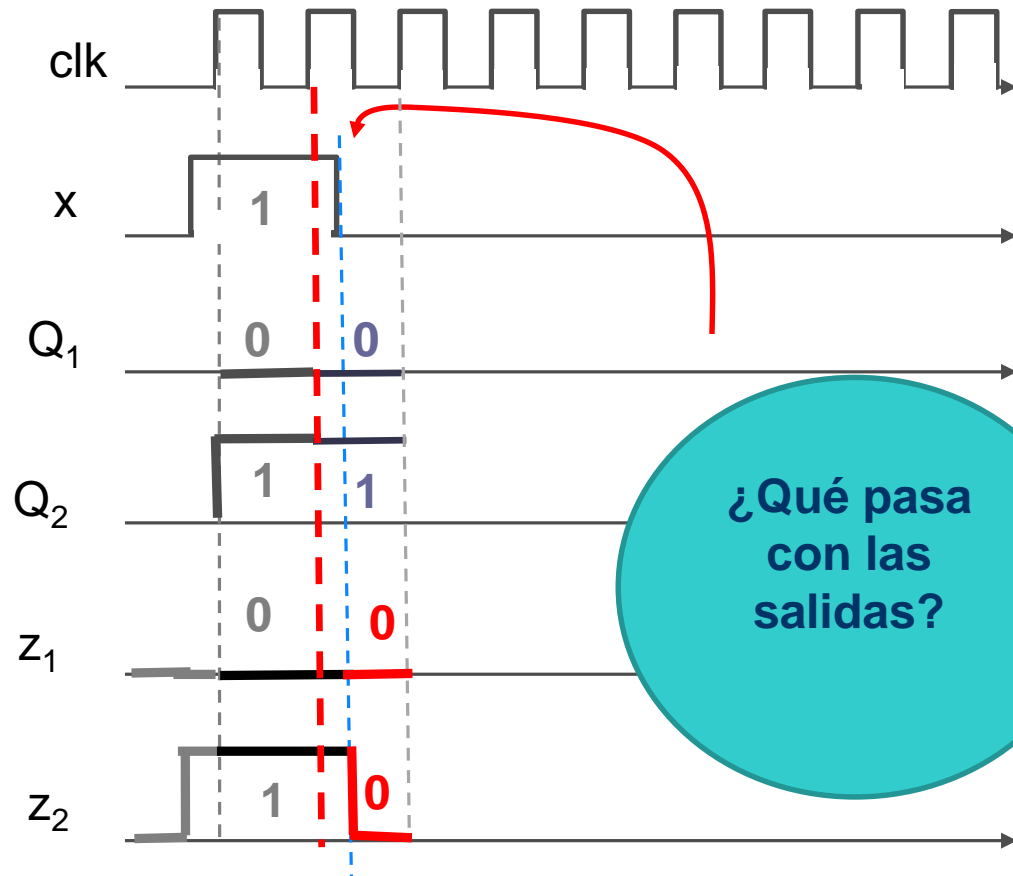 clk
x
1
Q₁
0 0
Q₂
1 1
¿Qué pasa
con las
salidas?
z₁
0 0
z₂
1 0